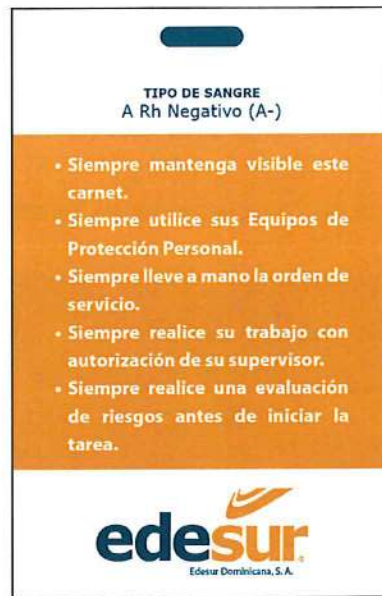 TIPO DE SANGRE
A Rh Negativo (A-)
• Siempre mantenga visible este
carnet.
• Siempre utilice sus Equipos de
Protección Personal.
• Siempre lleve a mano la orden de
servicio.
• Siempre realice su trabajo con
autorización de su supervisor.
• Siempre realice una evaluación
de riesgos antes de iniciar la
tarea.
edesur
Edesur Dominicana, S. A.